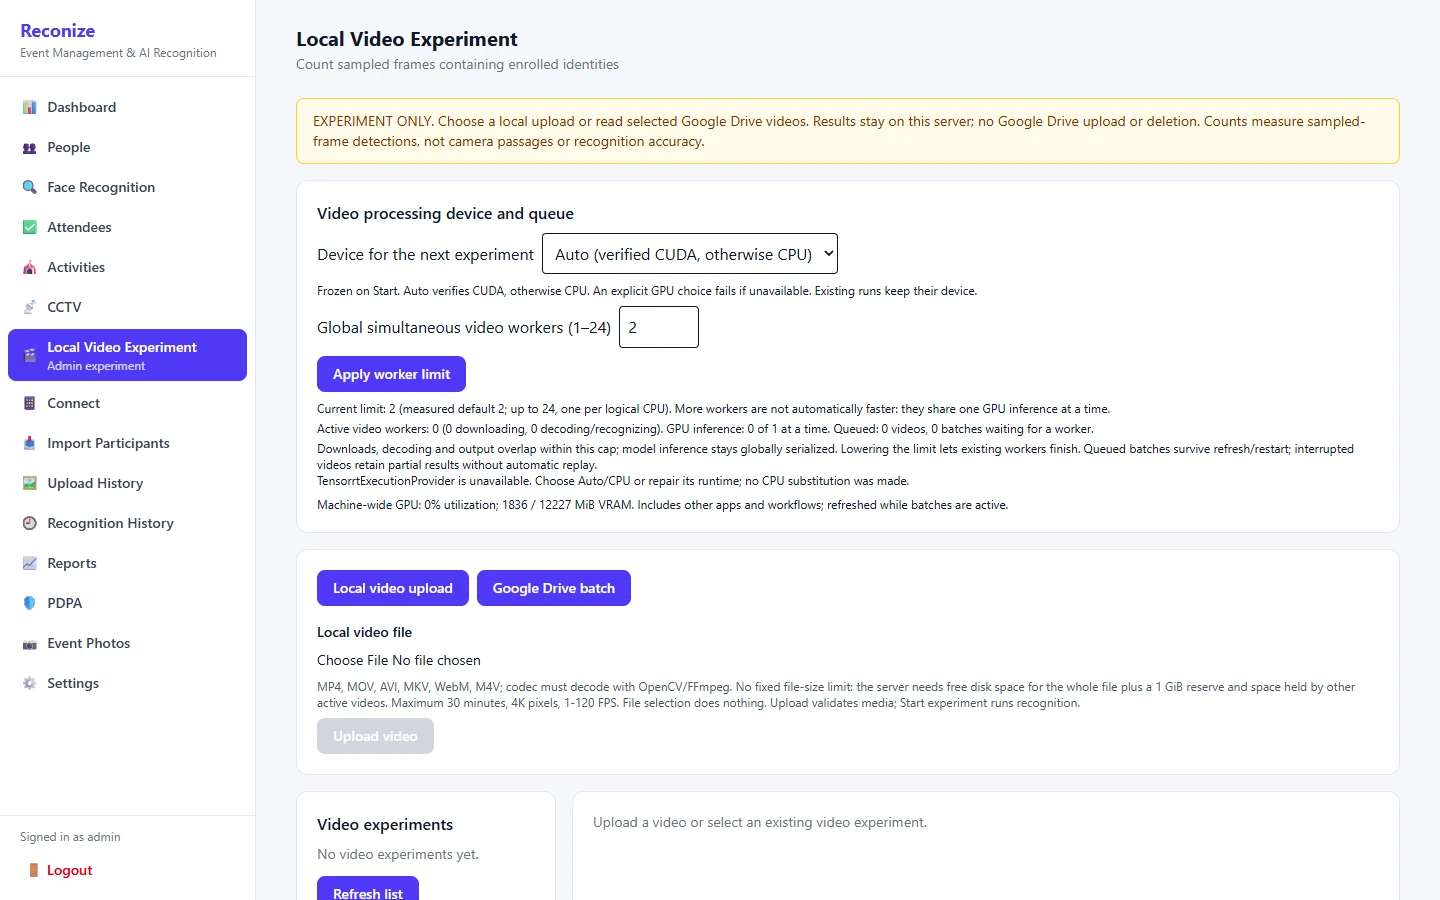 Reconize
Event Management & AI Recognition
Dashboard
People
Face Recognition
Attendees
Activities
CCTV
Local Video Experiment
Admin experiment
Connect
Import Participants
Upload History
Recognition History
Reports
PDPA
Event Photos
Settings
Signed in as admin
Logout
Local Video Experiment
Count sampled frames containing enrolled identities
EXPERIMENT ONLY. Choose a local upload or read selected Google Drive videos. Results stay on this server; no Google Drive upload or deletion. Counts measure sampled-
frame detections, not camera passages or recognition accuracy.
Video processing device and queue
Device for the next experiment Auto (verified CUDA, otherwise CPU)
Frozen on Start. Auto verifies CUDA, otherwise CPU. An explicit GPU choice fails if unavailable. Existing runs keep their device.
Global simultaneous video workers (1–24) 2
Apply worker limit
Current limit: 2 (measured default 2; up to 24, one per logical CPU). More workers are not automatically faster: they share one GPU inference at a time.
Active video workers: 0 (0 downloading, 0 decoding/recognizing). GPU inference: 0 of 1 at a time. Queued: 0 videos, 0 batches waiting for a worker.
Downloads, decoding and output overlap within this cap; model inference stays globally serialized. Lowering the limit lets existing workers finish. Queued batches survive refresh/restart; interrupted
videos retain partial results without automatic replay.
TensorrtExecutionProvider is unavailable. Choose Auto/CPU or repair its runtime; no CPU substitution was made.
Machine-wide GPU: 0% utilization; 1836 / 12227 MiB VRAM. Includes other apps and workflows; refreshed while batches are active.
Local video upload
Google Drive batch
Local video file
Choose File No file chosen
MP4, MOV, AVI, MKV, WebM, M4V; codec must decode with OpenCV/FFmpeg. No fixed file-size limit: the server needs free disk space for the whole file plus a 1 GiB reserve and space held by other
active videos. Maximum 30 minutes, 4K pixels, 1-120 FPS. File selection does nothing. Upload validates media; Start experiment runs recognition.
Upload video
Video experiments
No video experiments yet.
Refresh list
Upload a video or select an existing video experiment.